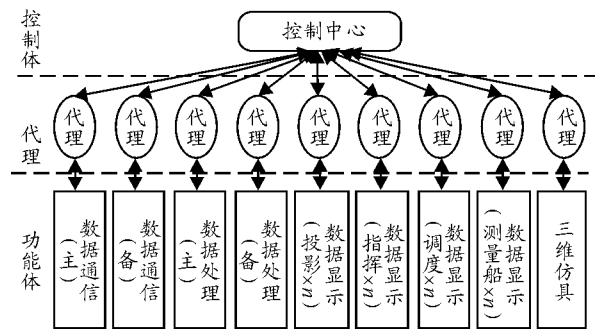 控制体
控制中心
代理
代理
代理
代理
代理
代理
代理
代理
代理
代理
功能体
数据通信
(主)
数据通信
(备)
数据处理
(主)
数据处理
(备)
数据显示
(投影×n)
数据显示
(指挥×n)
数据显示
(调度×n)
数据显示
(测量船×n)
三维仿具